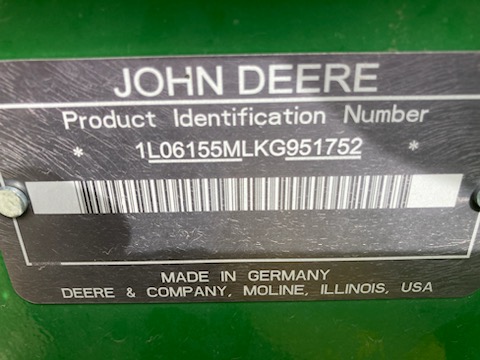 JOHN DEERE
Product Identification Number
* 1L06155MLKG951752 *
MADE IN GERMANY
DEERE & COMPANY, MOLINE, ILLINOIS, USA